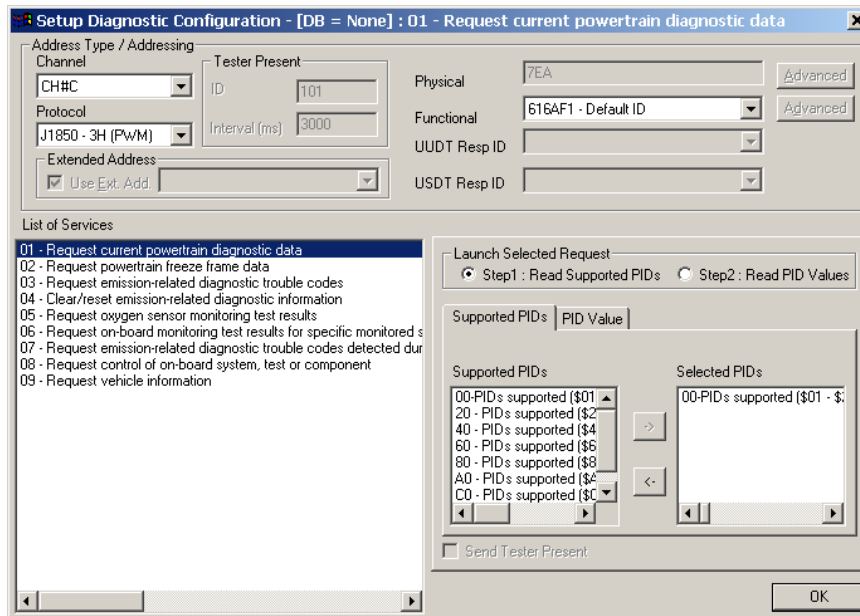 Setup Diagnostic Configuration - [DB = None] : 01 - Request current powertrain diagnostic data
Address Type / Addressing
Channel
CH#C
Protocol
J1850 - 3H (PWM)
Tester Present
ID
101
Interval (ms)
3000
Extended Address
Use Ext. Add.
Physical
7EA
Advanced
Functional
616AF1 - Default ID
Advanced
UUDT Resp ID
USDT Resp ID
List of Services
01 - Request current powertrain diagnostic data
02 - Request powertrain freeze frame data
03 - Request emission-related diagnostic trouble codes
04 - Clear/reset emission-related diagnostic information
05 - Request oxygen sensor monitoring test results
06 - Request on-board monitoring test results for specific monitored s
07 - Request emission-related diagnostic trouble codes detected dur
08 - Request control of on-board system, test or component
09 - Request vehicle information
Launch Selected Request
Step1 : Read Supported PIDs
Step2 : Read PID Values
Supported PIDs
PID Value
Supported PIDs
00-PIDs supported ($01
20 - PIDs supported ($2
40 - PIDs supported ($4
60 - PIDs supported ($6
80 - PIDs supported ($8
A0 - PIDs supported ($A
C0 - PIDs supported ($C
->
<-
Selected PIDs
00-PIDs supported ($01 - $2
Send Tester Present
OK